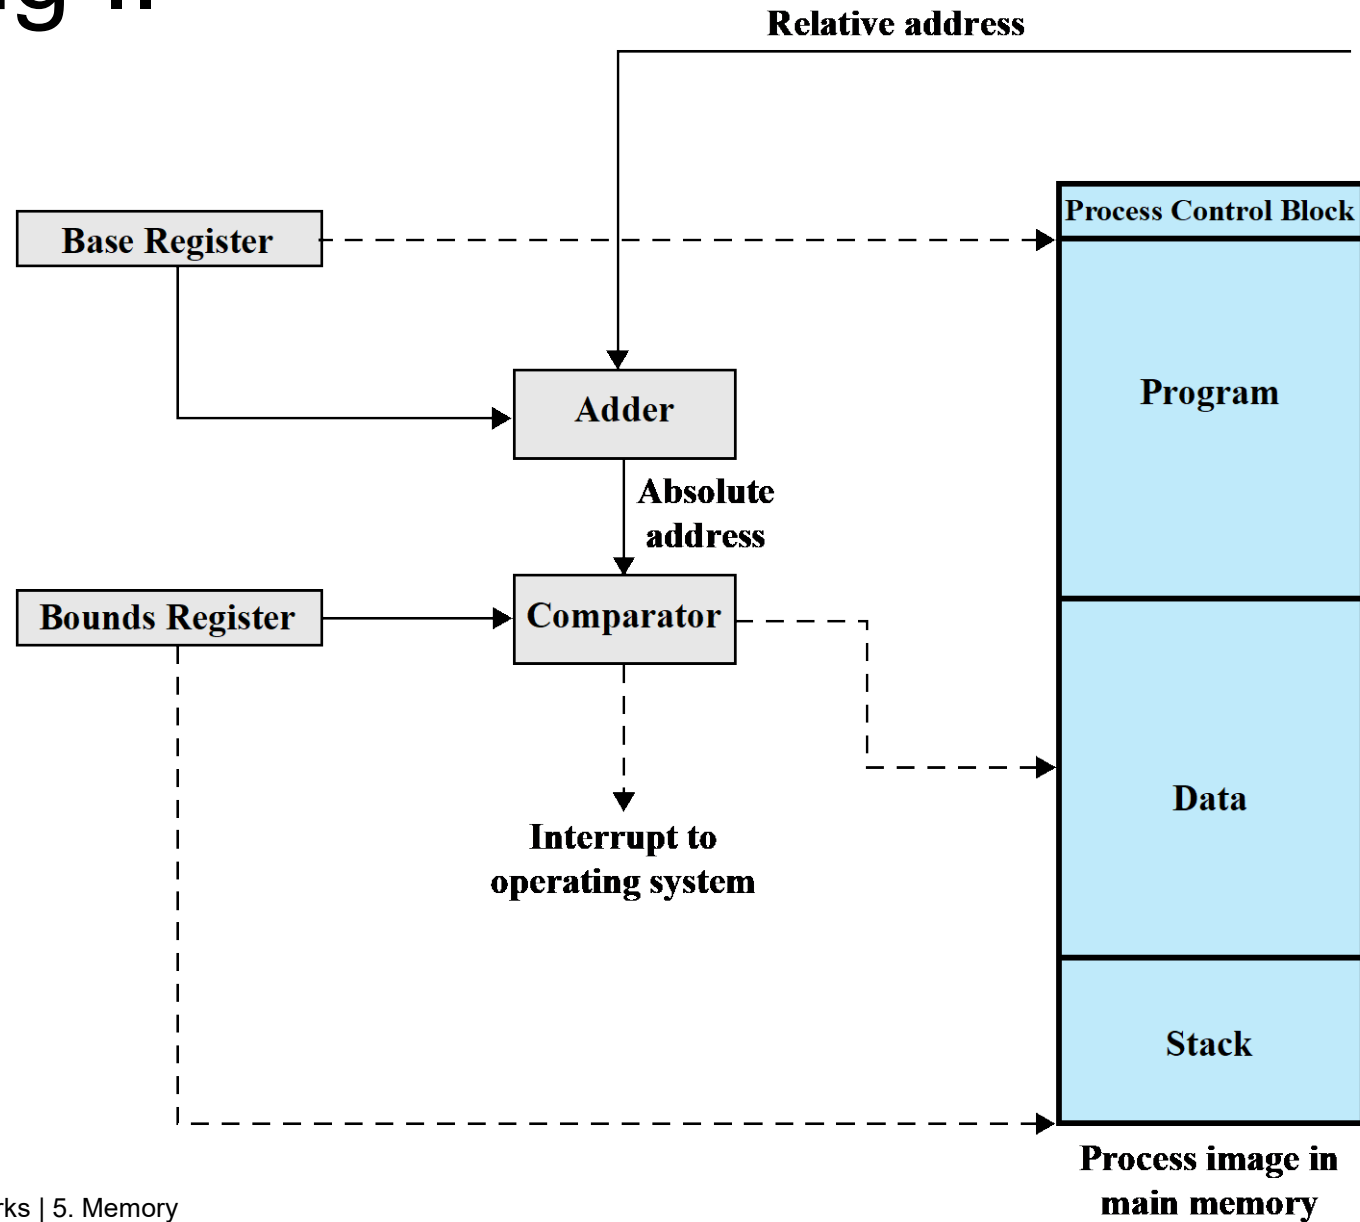 Relative address
Process Control Block
Base Register
Program
Adder
Absolute
address
Bounds Register
Comparator
Data
Interrupt to
operating system
Stack
Process image in
main memory
| 5. Memory